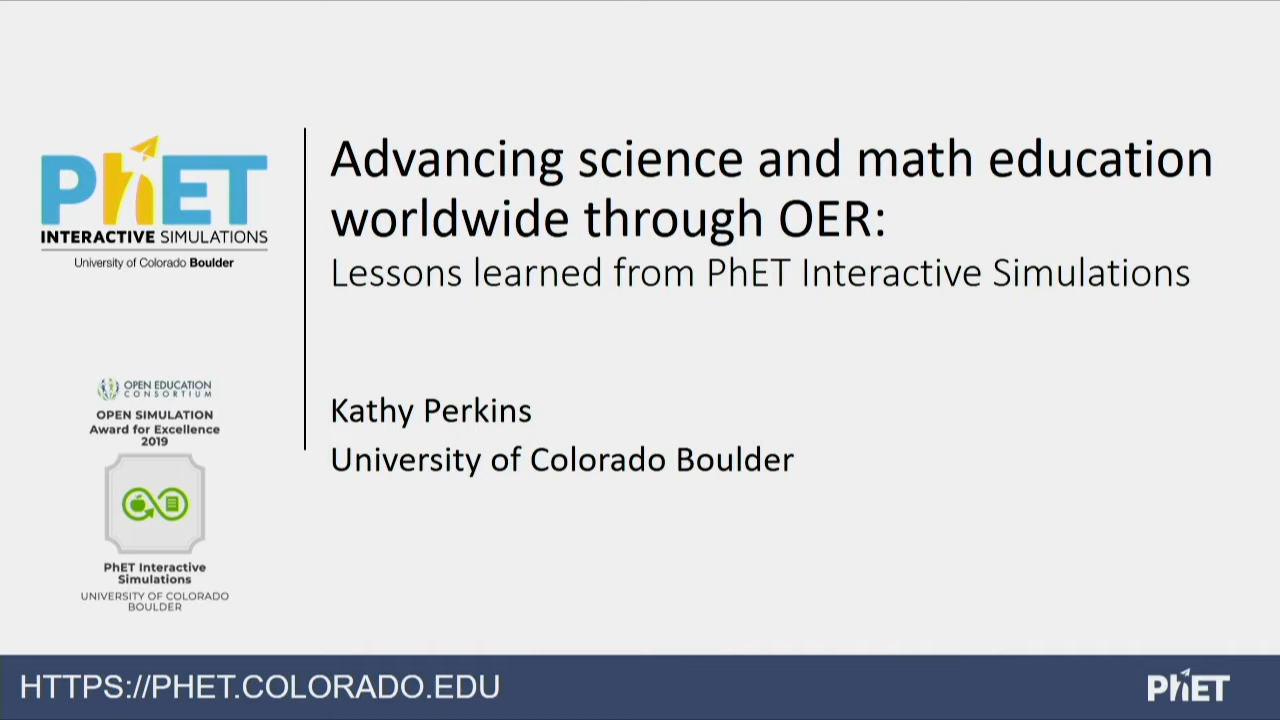 PhET
INTERACTIVE SIMULATIONS
University of Colorado Boulder
Advancing science and math education
worldwide through OER:
Lessons learned from PhET Interactive Simulations
Kathy Perkins
University of Colorado Boulder
OPEN EDUCATION
CONSORTIUM
OPEN SIMULATION
Award for Excellence
2019
PhET Interactive
Simulations
UNIVERSITY OF COLORADO
BOULDER
HTTPS://PHET.COLORADO.EDU
PhET